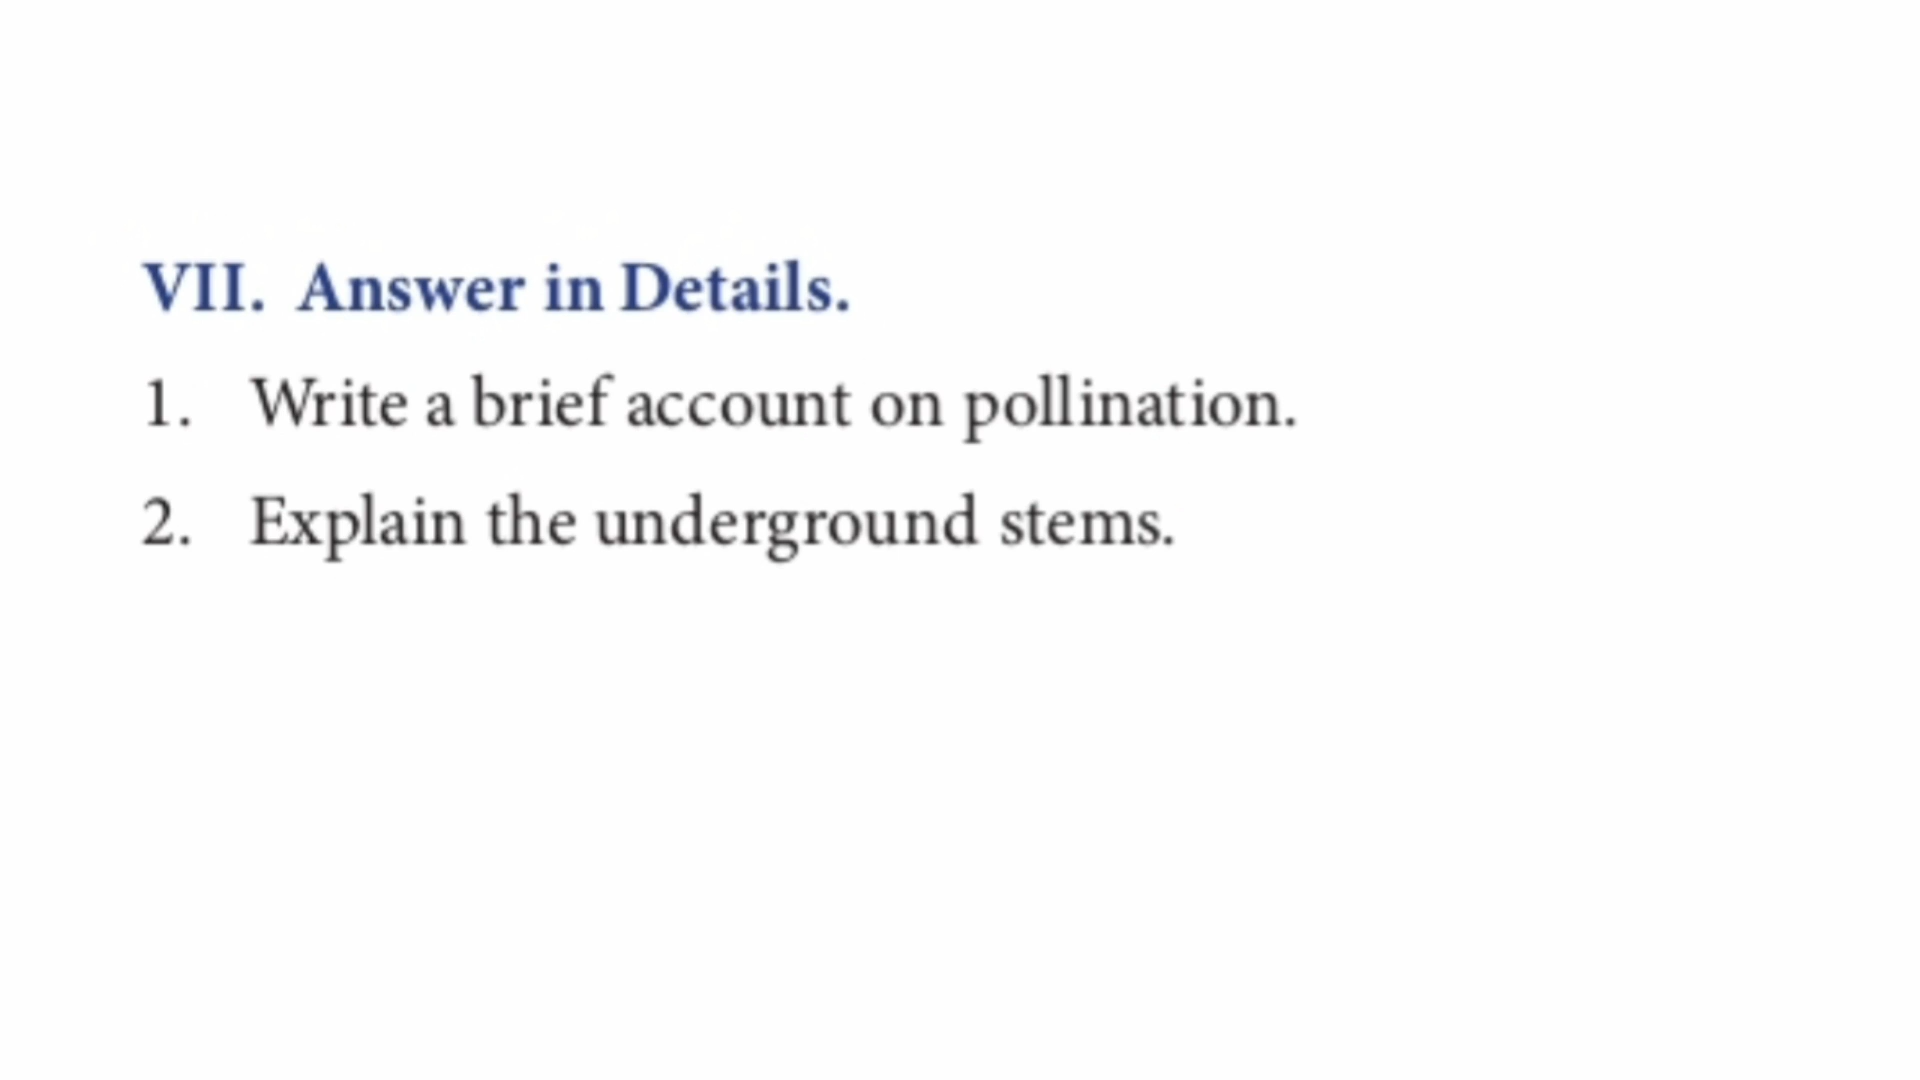 VII. Answer in Details.
1. Write a brief account on pollination.
2. Explain the underground stems.